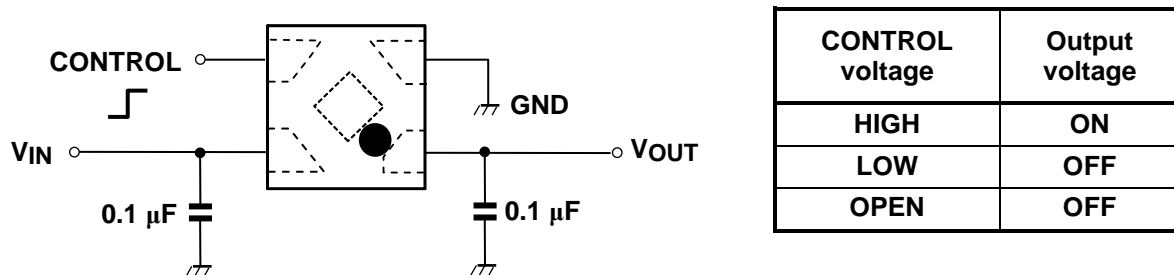 CONTROL
GND
VIN
VOUT
0.1 μF
0.1 μF
CONTROL voltage
Output voltage
HIGH
ON
LOW
OFF
OPEN
OFF